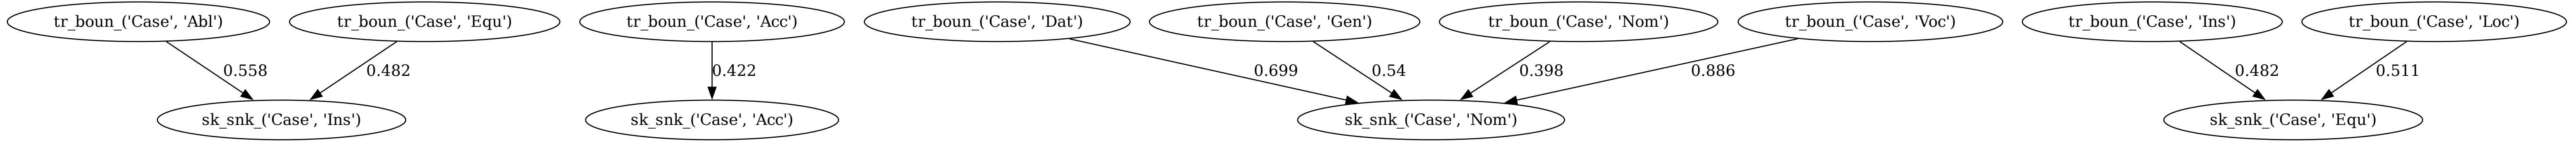 tr_boun_('Case', 'Abl') tr_boun_('Case', 'Equ') tr_boun_('Case', 'Acc') tr_boun_('Case', 'Dat') tr_boun_('Case', 'Gen') tr_boun_('Case', 'Nom') tr_boun_('Case', 'Voc') tr_boun_('Case', 'Ins') tr_boun_('Case', 'Loc')
0.558 0.482 0.422 0.699 0.54 0.398 0.886 0.482 0.511
sk_snk_('Case', 'Ins') sk_snk_('Case', 'Acc') sk_snk_('Case', 'Nom') sk_snk_('Case', 'Equ')